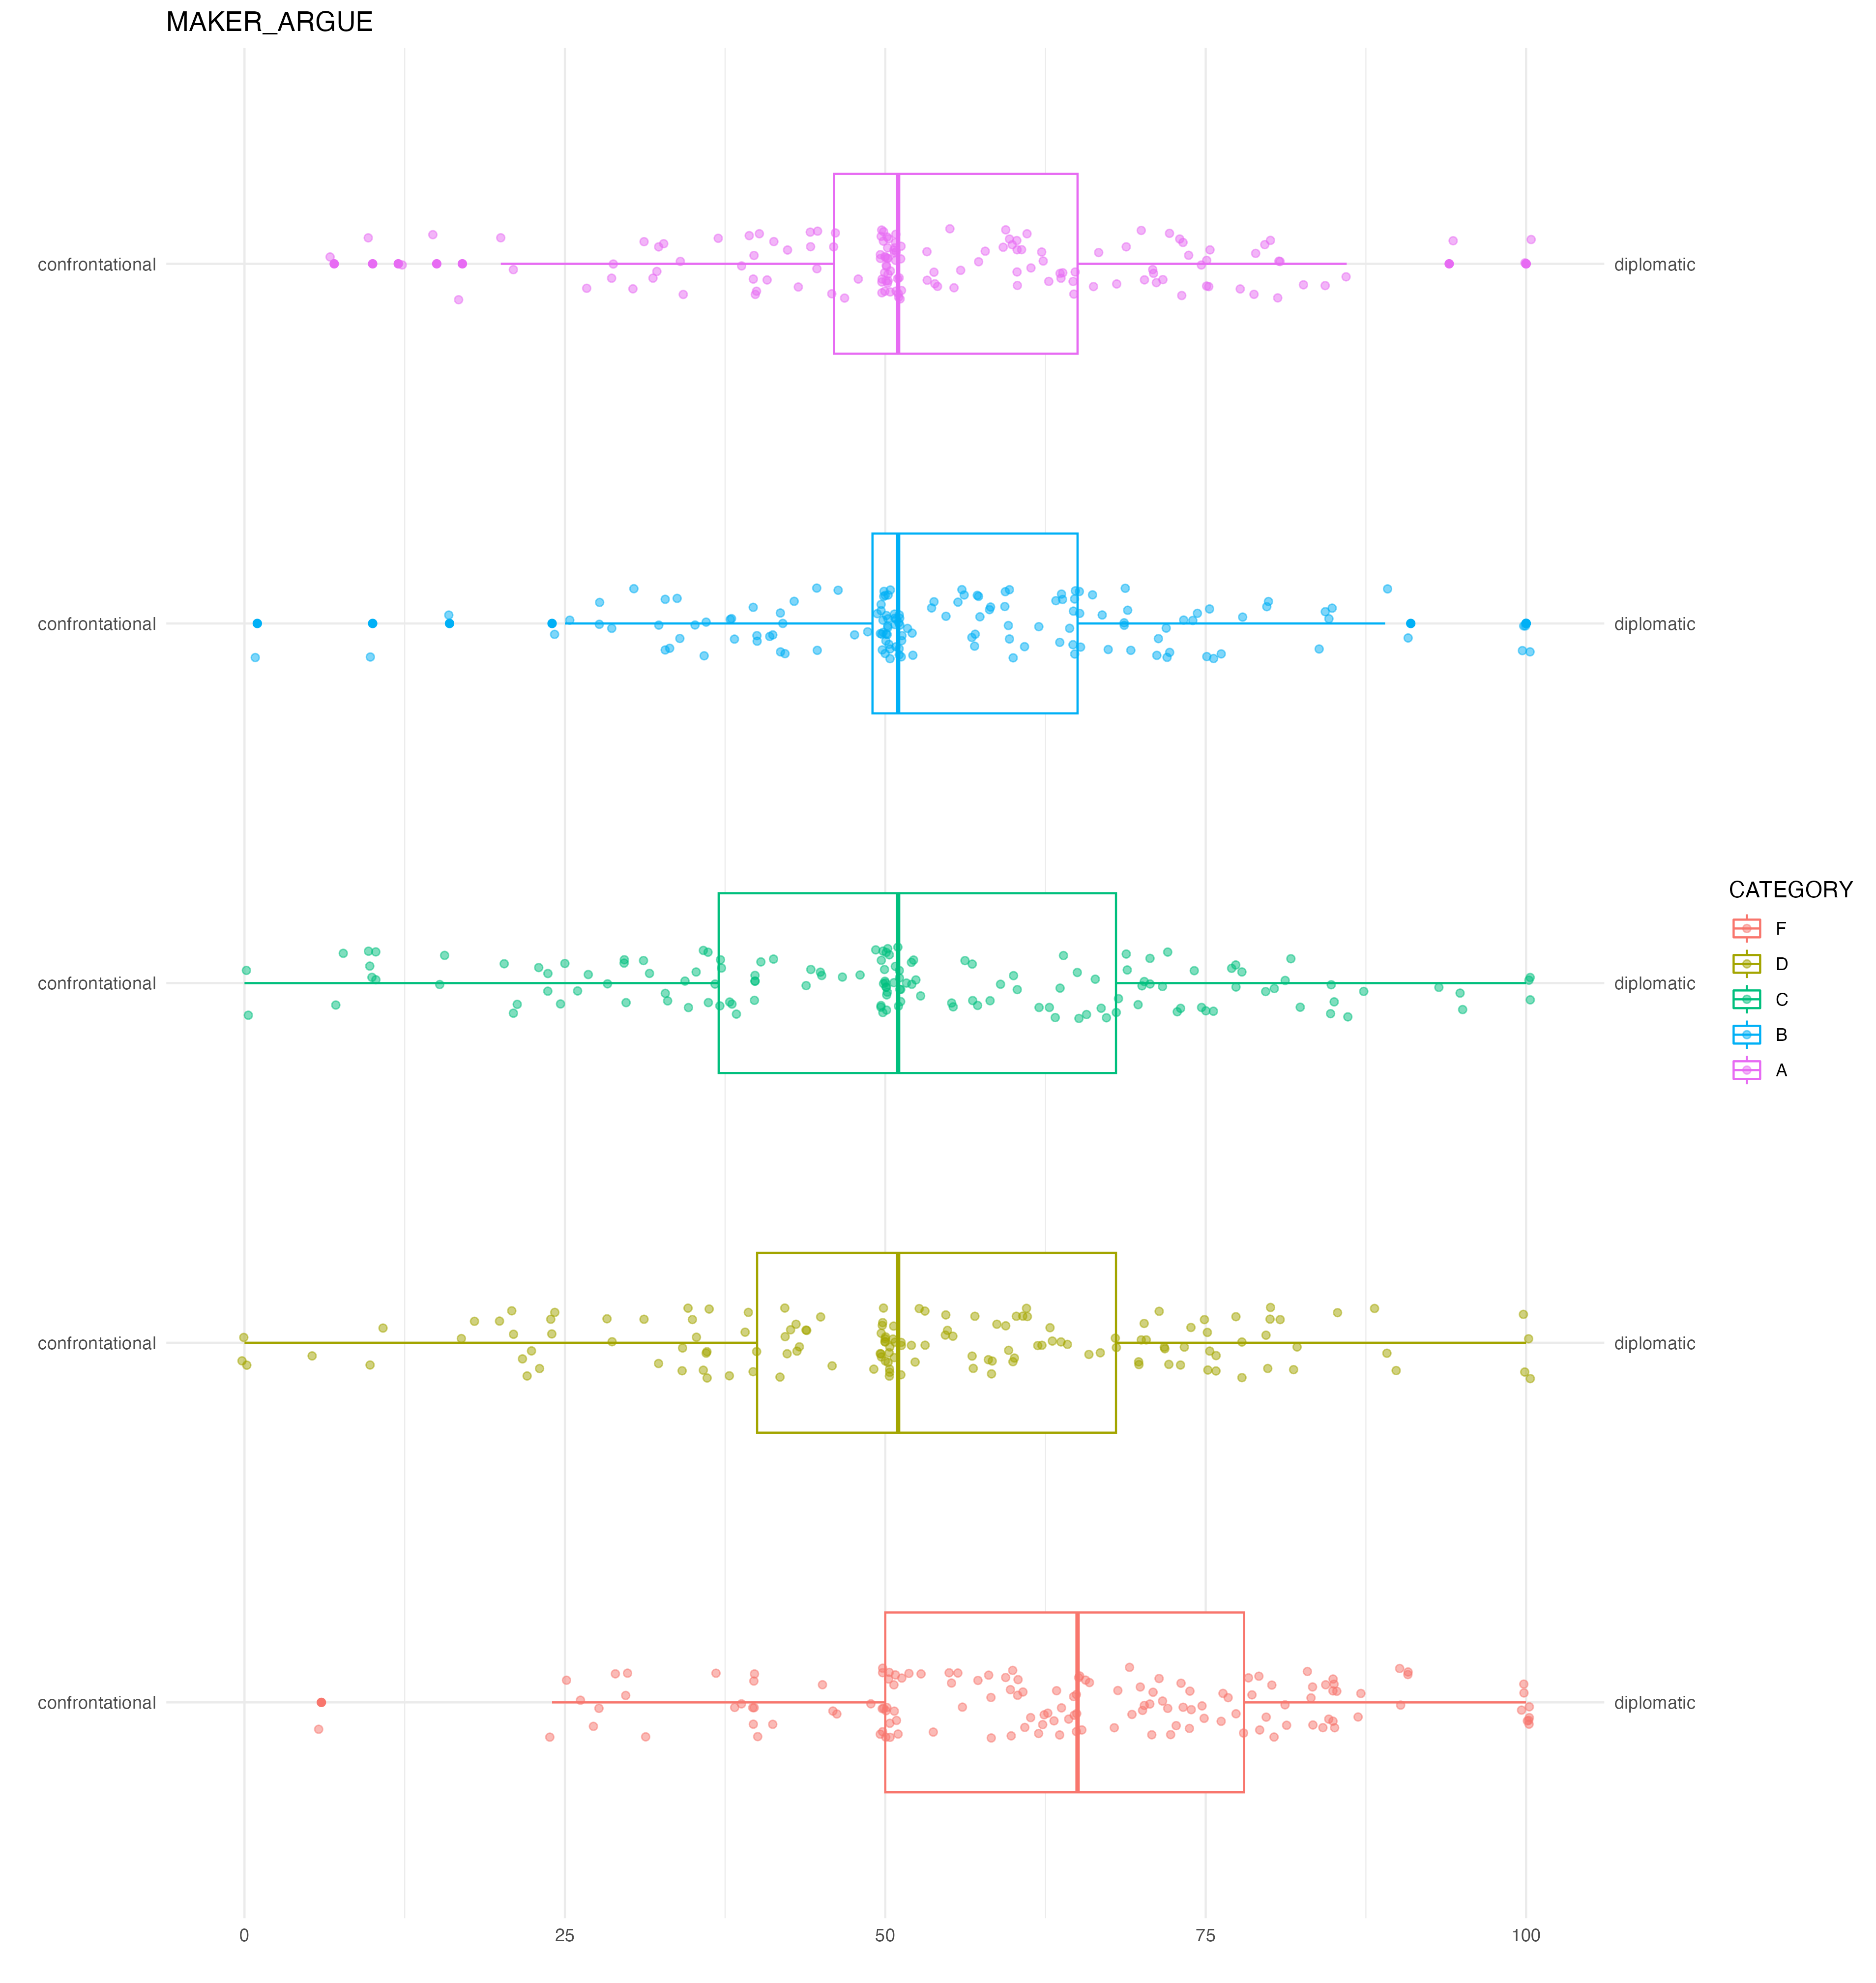 MAKER_ARGUE
confrontational
diplomatic
confrontational
diplomatic
confrontational
diplomatic
confrontational
diplomatic
confrontational
diplomatic
CATEGORY
F
D
C
B
A
0 25 50 75 100